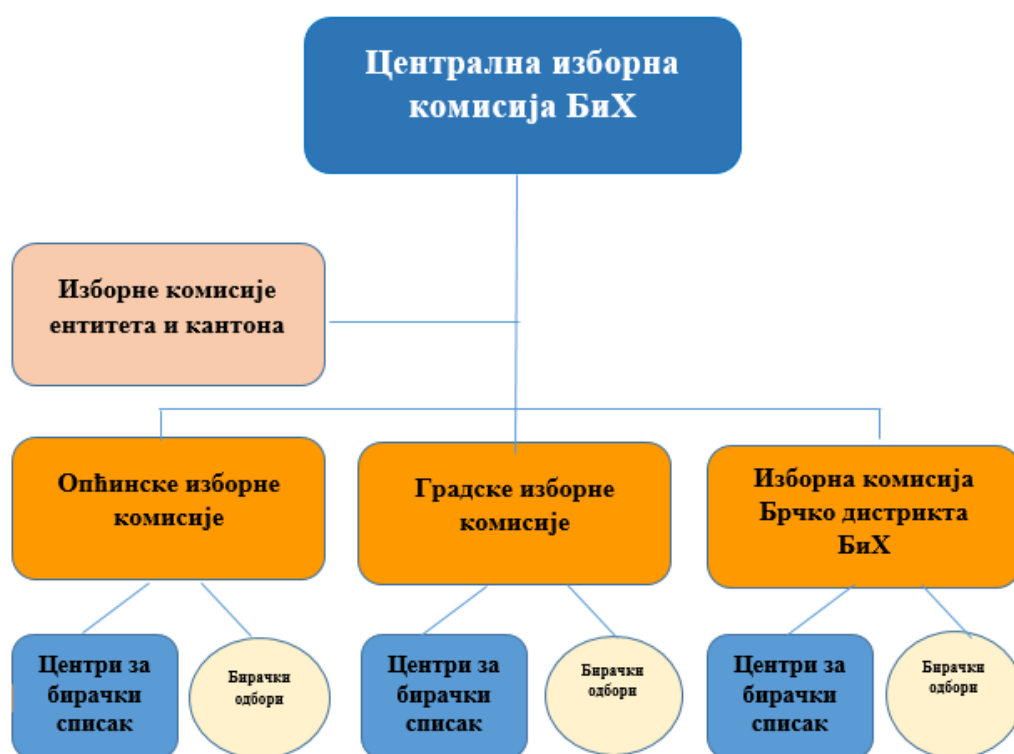 Централна изборна
комисија БиХ
Изборне комисије
ентитета и кантона
Опћинске изборне
комисије
Градске изборне
комисије
Изборна комисија
Брчко дистрикта
БиХ
Центри за
бирачки
списак
Бирачки
одбори
Центри за
бирачки
списак
Бирачки
одбори
Центри за
бирачки
списак
Бирачки
одбори